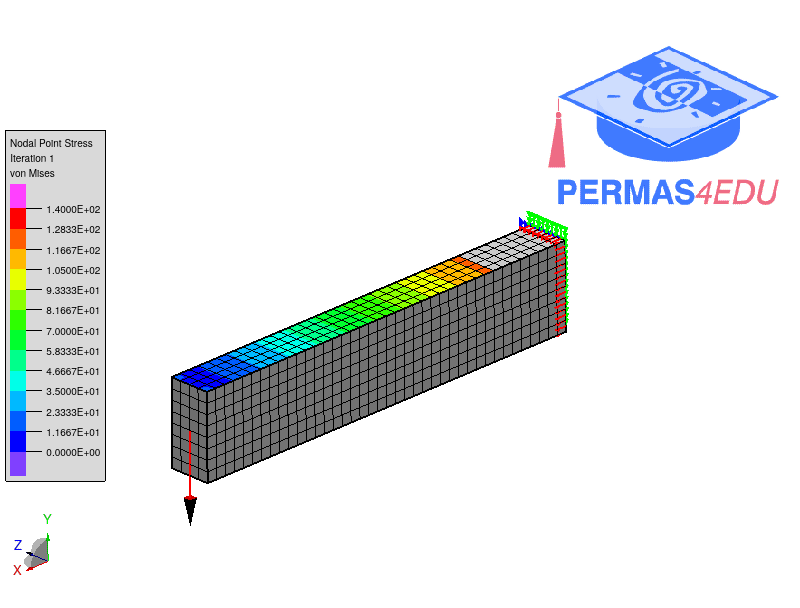 Nodal Point Stress
Iteration 1
von Mises
1.4000E+02
1.2833E+02
1.1667E+02
1.0500E+02
9.3333E+01
8.1667E+01
7.0000E+01
5.8333E+01
4.6667E+01
3.5000E+01
2.3333E+01
1.1667E+01
0.0000E+00
PERMAS4EDU
Y
Z
X